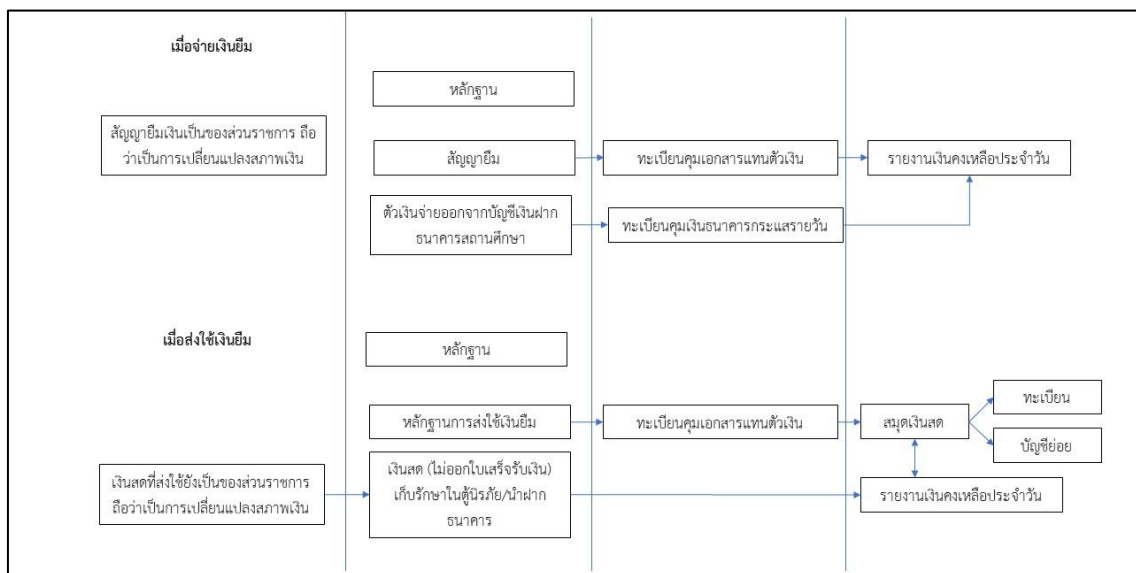 เมื่อจ่ายเงินยืม
หลักฐาน
สัญญายืมเงินเป็นของส่วนราชการ ถือ
ว่าเป็นการเปลี่ยนแปลงสภาพเงิน
สัญญายืม
ทะเบียนคุมเอกสารแทนตัวเงิน
รายงานเงินคงเหลือประจำวัน
ตัวเงินจ่ายออกจากบัญชีเงินฝาก
ธนาคารสถานศึกษา
ทะเบียนคุมเงินธนาคารกระแสรายวัน
เมื่อส่งใช้เงินยืม
หลักฐาน
หลักฐานการส่งใช้เงินยืม
ทะเบียนคุมเอกสารแทนตัวเงิน
สมุดเงินสด
ทะเบียน
บัญชีย่อย
เงินสดที่ส่งใช้ยังเป็นของส่วนราชการ
ถือว่าเป็นการเปลี่ยนแปลงสภาพเงิน
เงินสด (ไม่ออกใบเสร็จรับเงิน)
เก็บรักษาในตู้นิรภัย/นำฝาก
ธนาคาร
รายงานเงินคงเหลือประจำวัน